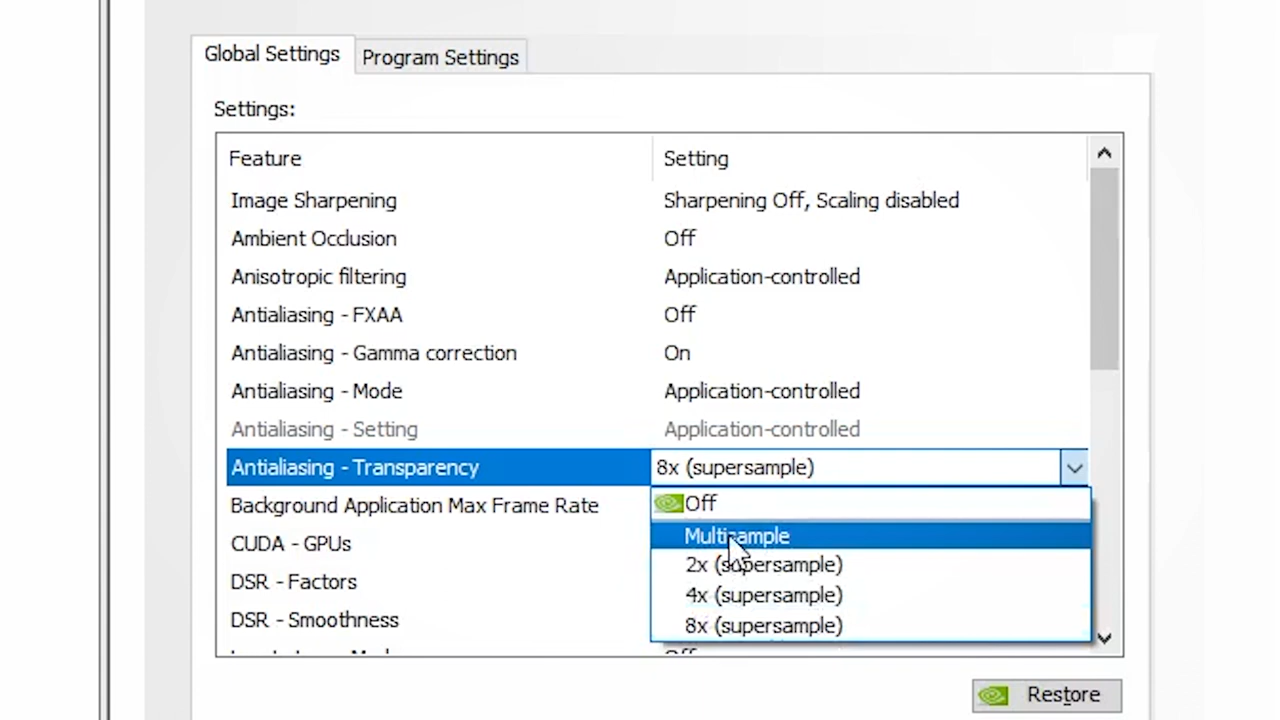 Global Settings
Program Settings
Settings:
Feature Setting
Image Sharpening Sharpening Off, Scaling disabled
Ambient Occlusion Off
Anisotropic filtering Application-controlled
Antialiasing - FXAA Off
Antialiasing - Gamma correction On
Antialiasing - Mode Application-controlled
Antialiasing - Setting Application-controlled
Antialiasing - Transparency 8x (supersample)
Off
Background Application Max Frame Rate
Multisample
CUDA - GPUs
2x (supersample)
DSR - Factors
4x (supersample)
DSR - Smoothness
8x (supersample)
Off
Restore